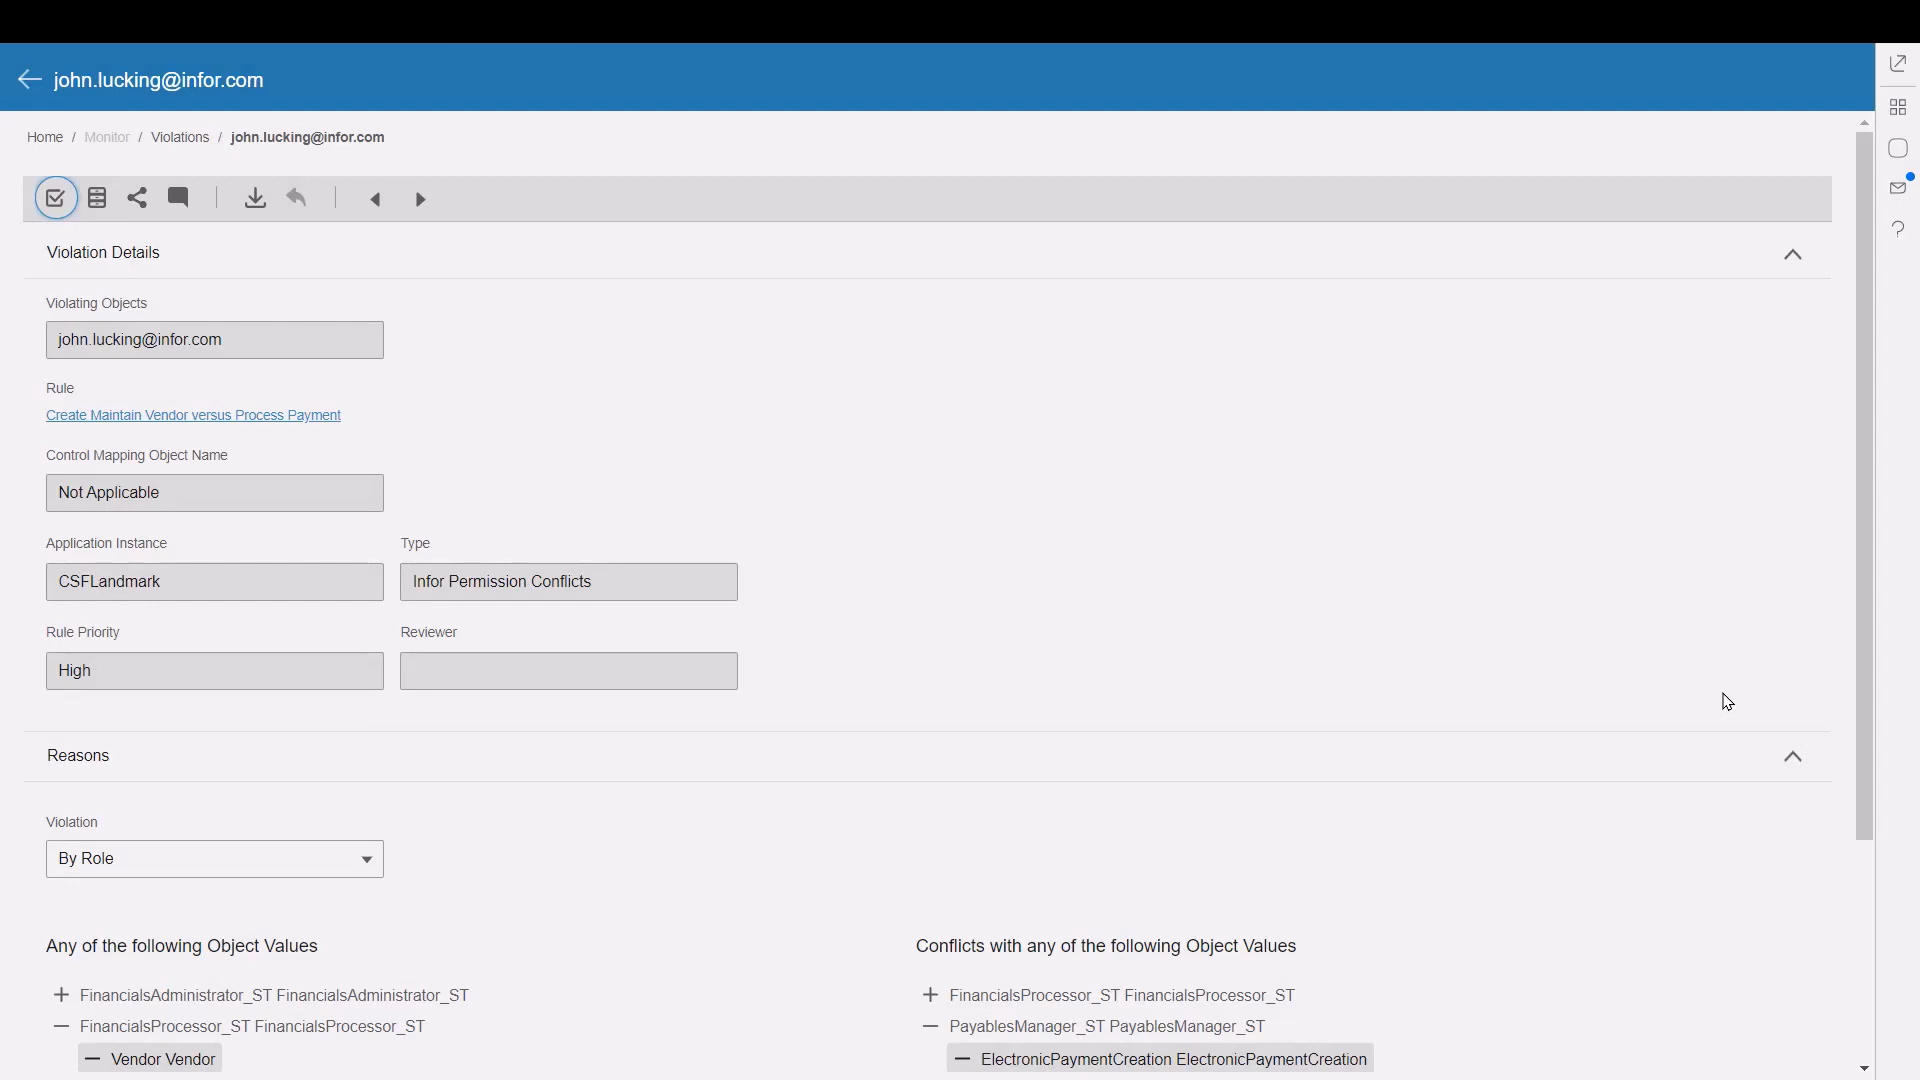 john.lucking@infor.com
Home / Monitor / Violations / john.lucking@infor.com
Violation Details
Violating Objects
john.lucking@infor.com
Rule
Create Maintain Vendor versus Process Payment
Control Mapping Object Name
Not Applicable
Application Instance Type
CSFLandmark Infor Permission Conflicts
Rule Priority Reviewer
High
Reasons
Violation
By Role
Any of the following Object Values Conflicts with any of the following Object Values
FinancialsAdministrator_ST FinancialsAdministrator_ST FinancialsProcessor_ST FinancialsProcessor_ST
FinancialsProcessor_ST FinancialsProcessor_ST PayablesManager_ST PayablesManager_ST
Vendor Vendor ElectronicPaymentCreation ElectronicPaymentCreation